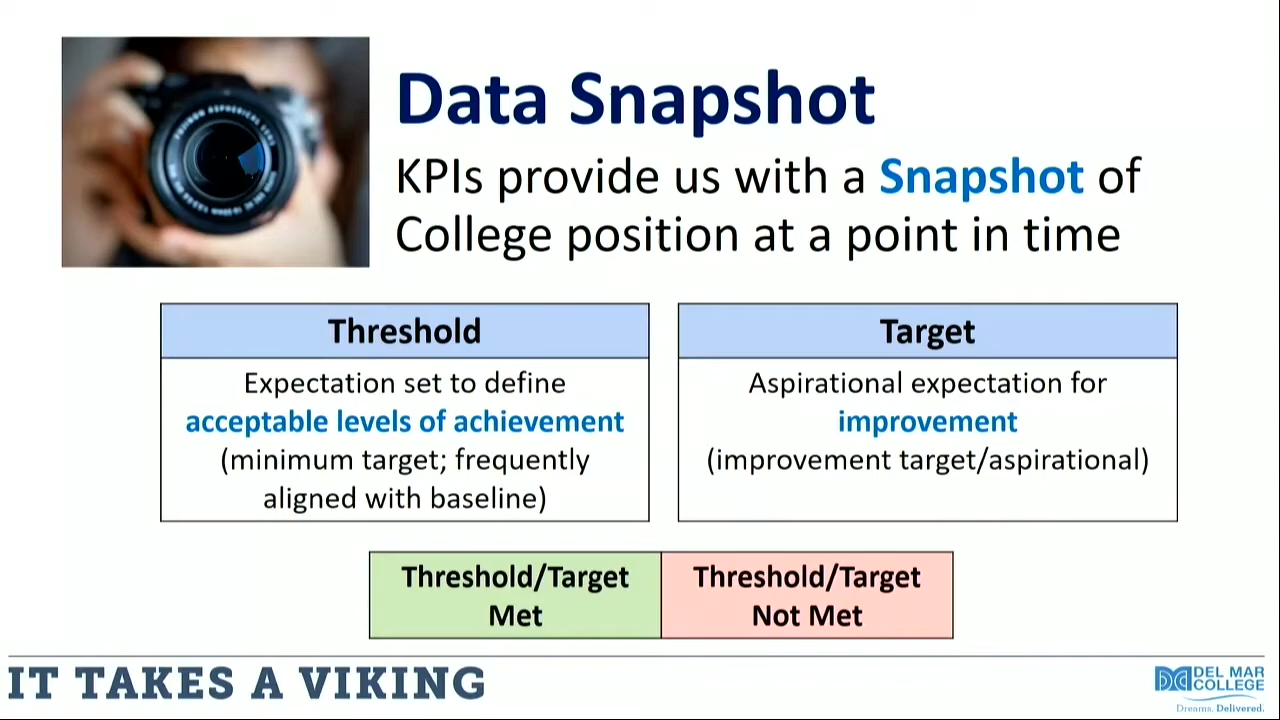 Data Snapshot
KPIs provide us with a Snapshot of
College position at a point in time
Threshold
Expectation set to define
acceptable levels of achievement
(minimum target; frequently
aligned with baseline)
Target
Aspirational expectation for
improvement
(improvement target/aspirational)
Threshold/Target
Met
Threshold/Target
Not Met
IT TAKES A VIKING
DEL MAR
COLLEGE
Dreams. Delivered.